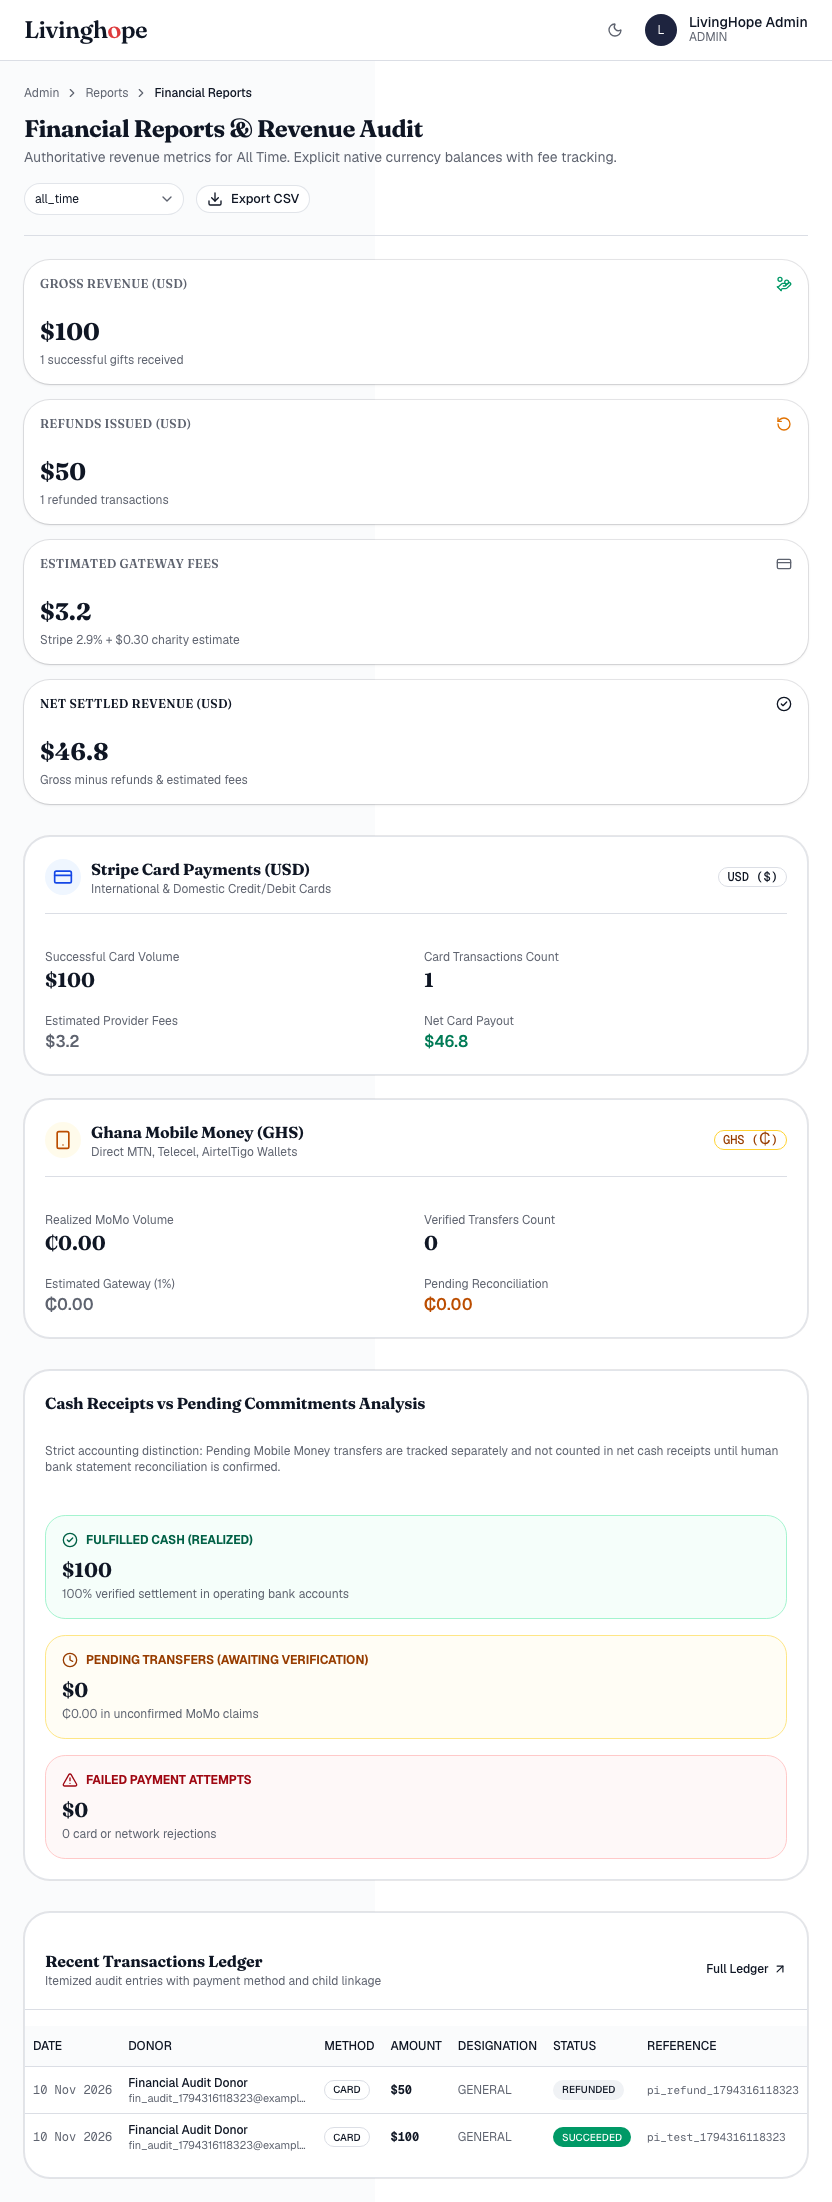 Livinghope
L
LivingHope Admin
ADMIN
Admin > Reports > Financial Reports
Financial Reports & Revenue Audit
Authoritative revenue metrics for All Time. Explicit native currency balances with fee tracking.
all_time
Export CSV
GROSS REVENUE (USD)
$100
1 successful gifts received
REFUNDS ISSUED (USD)
$50
1 refunded transactions
ESTIMATED GATEWAY FEES
$3.2
Stripe 2.9% + $0.30 charity estimate
NET SETTLED REVENUE (USD)
$46.8
Gross minus refunds & estimated fees
Stripe Card Payments (USD)
International & Domestic Credit/Debit Cards
USD ($)
Successful Card Volume
$100
Card Transactions Count
1
Estimated Provider Fees
$3.2
Net Card Payout
$46.8
Ghana Mobile Money (GHS)
Direct MTN, Telecel, AirtelTigo Wallets
GHS (₵)
Realized MoMo Volume
₵0.00
Verified Transfers Count
0
Estimated Gateway (1%)
₵0.00
Pending Reconciliation
₵0.00
Cash Receipts vs Pending Commitments Analysis
Strict accounting distinction: Pending Mobile Money transfers are tracked separately and not counted in net cash receipts until human
bank statement reconciliation is confirmed.
FULFILLED CASH (REALIZED)
$100
100% verified settlement in operating bank accounts
PENDING TRANSFERS (AWAITING VERIFICATION)
$0
₵0.00 in unconfirmed MoMo claims
FAILED PAYMENT ATTEMPTS
$0
0 card or network rejections
Recent Transactions Ledger
Itemized audit entries with payment method and child linkage
Full Ledger
DATE DONOR METHOD AMOUNT DESIGNATION STATUS REFERENCE
10 Nov 2026 Financial Audit Donor CARD $50 GENERAL REFUNDED pi_refund_1794316118323
fin_audit_1794316118323@exampl...
10 Nov 2026 Financial Audit Donor CARD $100 GENERAL SUCCEEDED pi_test_1794316118323
fin_audit_1794316118323@exampl...